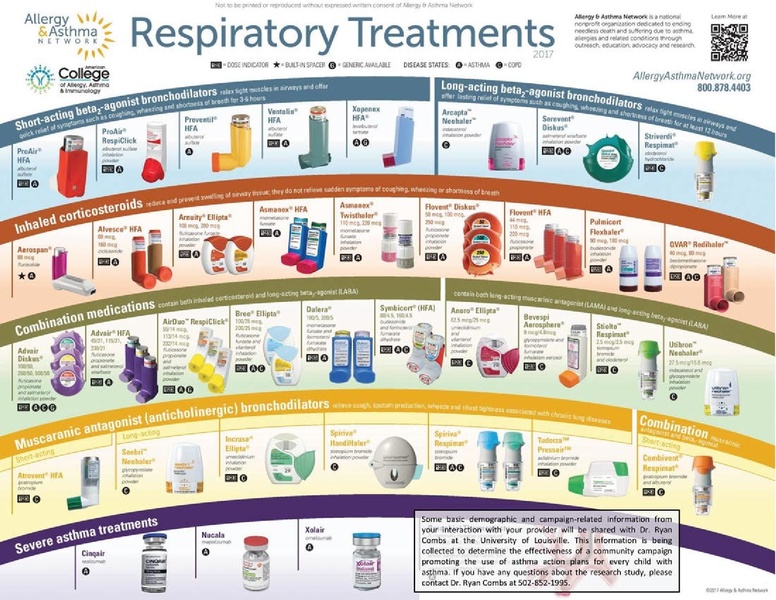 Not to be printed or reproduced without expressed written consent of Allergy & Asthma Network
Allergy
&Asthma
NETWORK
American
College
of Allergy, Asthma
& Immunology
Respiratory Treatments
2017
Allergy & Asthma Network is a national
nonprofit organization dedicated to ending
needless death and suffering due to asthma,
allergies and related conditions through
outreach, education, advocacy and research.
Learn More at
AllergyAsthmaNetwork.org
800.878.4403
= DOSE INDICATOR ★ = BUILT-IN SPACER G = GENERIC AVAILABLE DISEASE STATES: A = ASTHMA C = COPD
Short-acting beta2-agonist bronchodilators relax tight muscles in airways and offer
quick relief of symptoms such as coughing, wheezing and shortness of breath for 3-6 hours
ProAir®
HFA
albuterol
sulfate
A
ProAir®
RespiClick
albuterol sulfate
inhalation
powder
A
Proventil®
HFA
albuterol
sulfate
A
Ventolin®
HFA
albuterol
sulfate
A
Xopenex
HFA®
levalbuterol
tartrate
A G
Long-acting beta2-agonist bronchodilators relax tight muscles in airways and
offer lasting relief of symptoms such as coughing, wheezing and shortness of breath for at least 12 hours
Arcapta™
Neohaler™
indacaterol
inhalation
powder
C
Serevent®
Diskus®
salmeterol xinafoate
inhalation powder
A C
Striverdi®
Respimat®
olodaterol
hydrochloride
C
Inhaled corticosteroids reduce and prevent swelling of airway tissue; they do not relieve sudden symptoms of coughing, wheezing or shortness of breath
Aerospan®
80 mcg
flunisolide
★ A
Alvesco® HFA
80 mcg,
160 mcg
ciclesonide
A
Arnuity® Ellipta®
100 mcg, 200 mcg
fluticasone
furoate
inhalation
powder
A
Asmanex® HFA
mometasone
furoate
A
Asmanex®
Twisthaler®
110 mcg, 220 mcg
mometasone
furoate
inhalation
powder
A
Flovent® Diskus®
50 mcg, 100 mcg,
250 mcg
fluticasone
propionate
inhalation
powder
A
Flovent® HFA
44 mcg,
110 mcg,
220 mcg
fluticasone
propionate
A
Pulmicort
Flexhaler®
90 mcg, 180 mcg
budesonide
inhalation
powder
A
QVAR® Redihaler™
40 mcg, 80 mcg
beclomethasone
dipropionate
A
Combination medications contain both inhaled corticosteroid and long-acting beta2-agonist (LABA)
Advair
Diskus®
100/50,
250/50, 500/50
fluticasone
propionate and
salmeterol
inhalation powder
A C
Advair® HFA
45/21, 115/21,
230/21
fluticasone
propionate
and salmeterol
xinafoate
A
AirDuo™ RespiClick®
55/14 mcg,
113/14 mcg,
232/14 mcg
fluticasone
propionate
and salmeterol
inhalation
powder
A G
Breo® Ellipta®
100/25 mcg,
200/25 mcg
fluticasone
furoate and
vilanterol
inhalation
powder
A C
Dulera®
100/5, 200/5
mometasone
furoate and
formoterol
fumarate
dihydrate
A
Symbicort® (HFA)
80/4.5, 160/4.5
budesonide
and formoterol
fumarate
dihydrate
A C
contain both long-acting muscarinic antagonist (LAMA) and long-acting beta2-agonist (LABA)
Anoro® Ellipta®
62.5 mcg/25 mcg
umeclidinium
and vilanterol
inhalation
powder
C
Bevespi
Aerosphere®
9 mcg/4.8 mcg
glycopyrrolate
and formoterol
fumarate
inhalation
aerosol
C
Stiolto™
Respimat®
2.5 mcg/2.5 mcg
tiotropium
bromide
and olodaterol
C
Utibron™
Neohaler®
27.5 mcg/15.6 mcg
indacaterol and
glycopyrrolate
inhalation
powder
C
Muscaranic antagonist (anticholinergic) bronchodilators relieve cough, sputum production, wheeze and chest tightness associated with chronic lung diseases
Short-acting
Atrovent® HFA
ipratropium
bromide
C
Long-acting
Seebri™
Neohaler®
glycopyrrolate
inhalation
powder
C
Incruse®
Ellipta®
umeclidinium
inhalation
powder
C
Spiriva®
HandiHaler®
tiotropium bromide
inhalation powder
C
Spiriva®
Respimat®
tiotropium
bromide
A C
Tudorza™
Pressair™
aclidinium
bromide
inhalation
powder
C
Combination muscarinic
antagonist and beta2-agonist
Short-acting
Combivent®
Respimat®
ipratropium bromide
and albuterol
C
Severe asthma treatments
Cinqair
reslizumab
A
Nucala
mepolizumab
A
Xolair
omalizumab
A
Some basic demographic and campaign-related information from
your interaction with your provider will be shared with Dr. Ryan
Combs at the University of Louisville. This information is being
collected to determine the effectiveness of a community campaign
promoting the use of asthma action plans for every child with
asthma. If you have any questions about the research study, please
contact Dr. Ryan Combs at 502-852-1995.
©2017 Allergy & Asthma Network